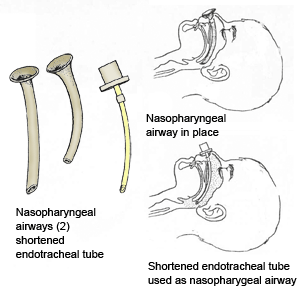 Nasopharyngeal
airway in place
Nasopharyngeal
airways (2)
shortened
endotracheal tube
Shortened endotracheal tube
used as nasopharygeal airway